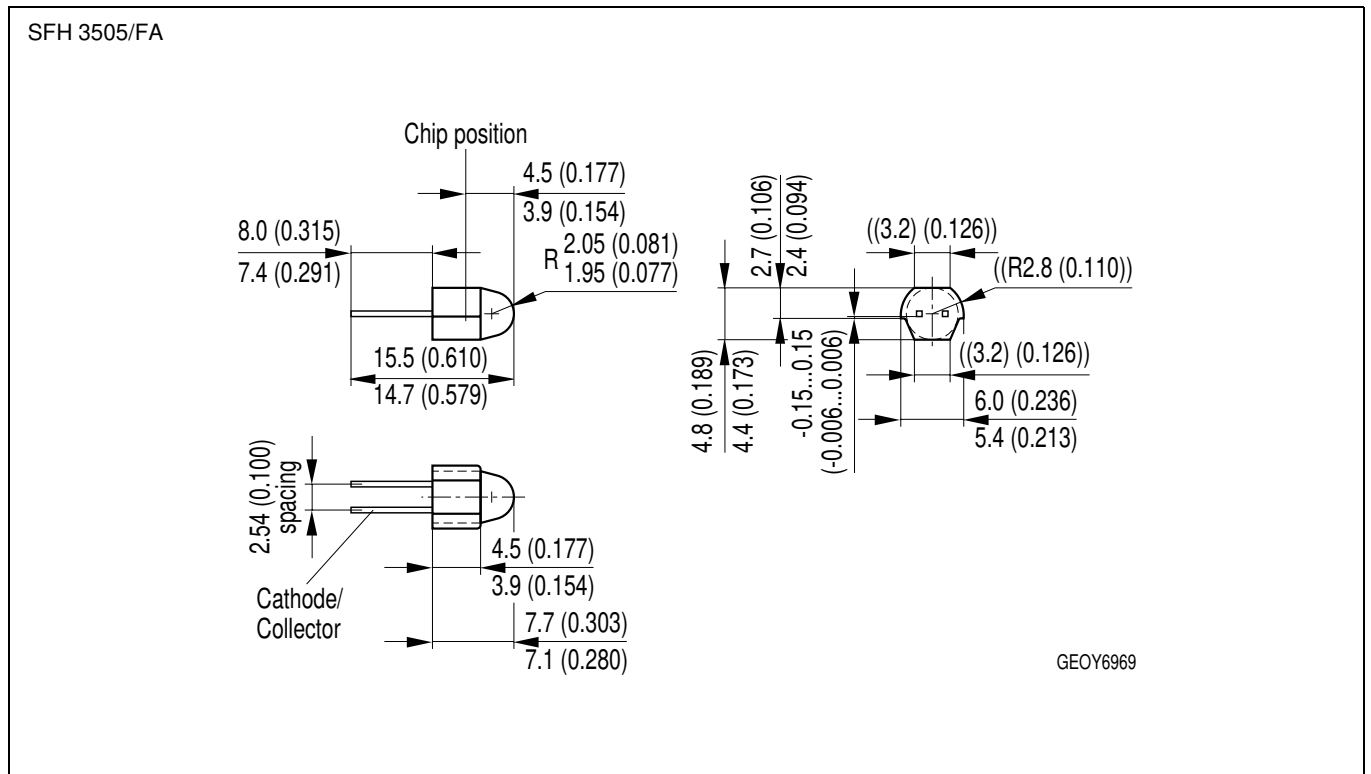 SFH 3505/FA
Chip position
4.5 (0.177)
3.9 (0.154)
8.0 (0.315)
7.4 (0.291)
R 2.05 (0.081)
1.95 (0.077)
15.5 (0.610)
14.7 (0.579)
2.7 (0.106)
2.4 (0.094)
((3.2) (0.126))
((R2.8 (0.110))
4.8 (0.189)
4.4 (0.173)
-0.15...0.15
(-0.006...0.006)
((3.2) (0.126))
6.0 (0.236)
5.4 (0.213)
2.54 (0.100)
spacing
4.5 (0.177)
3.9 (0.154)
Cathode/
Collector
7.7 (0.303)
7.1 (0.280)
GEOY6969